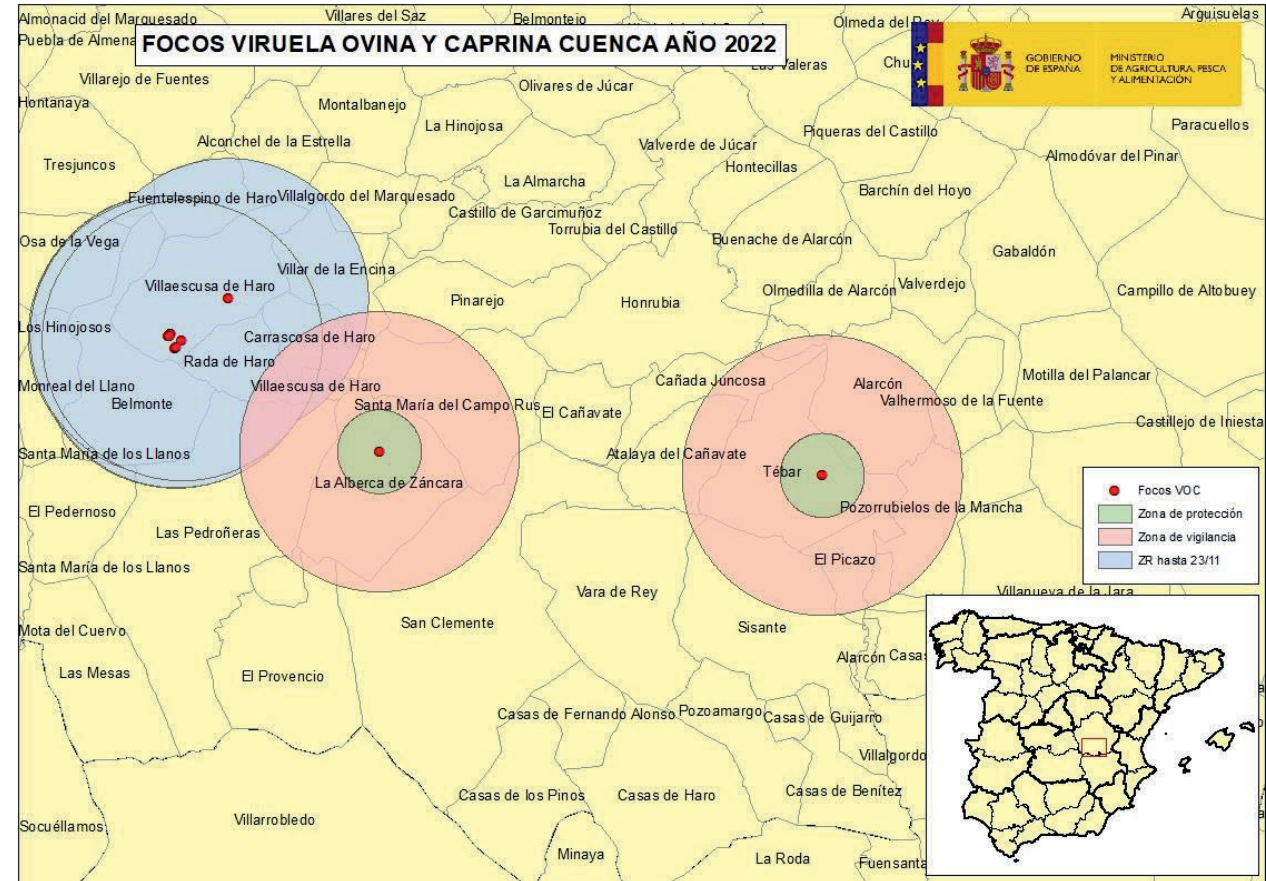 Almonacid del Marquesado
Villares del Saz
Belmontejo
Olmeda del Rey
Arguisuelas
Puebla de Almena
FOCOS VIRUELA OVINA Y CAPRINA CUENCA AÑO 2022
GOBIERNO
DE ESPAÑA
MINISTERIO
DE AGRICULTURA, PESCA
Y ALIMENTACIÓN
Las Valeras
Chu
Villarejo de Fuentes
Olivares de Júcar
Hontanaya
Montalbanejo
La Hinojosa
Piqueras del Castillo
Paracuellos
Alconchel de la Estrella
Valverde de Júcar
Almodóvar del Pinar
Tresjuncos
Hontecillas
La Almarcha
Barchín del Hoyo
Fuentelespino de Haro
Villalgordo del Marquesado
Castillo de Garcimuñoz
Torrubia del Castillo
Osa de la Vega
Buenache de Alarcón
Gabaldón
Villar de la Encina
Villaescusa de Haro
Olmedilla de Alarcón
Valverdejo
Campillo de Altobuey
Pinarejo
Honrubia
Los Hinojosos
Carrascosa de Haro
Rada de Haro
Monreal del Llano
Villaescusa de Haro
Cañada Juncosa
Alarcón
Motilla del Palancar
Belmonte
Santa María del Campo Rus
El Cañavate
Valhermoso de la Fuente
Castillejo de Iniesta
Santa María de los Llanos
Atalaya del Cañavate
Tébar
La Alberca de Záncara
Focos VOC
Zona de protección
Zona de vigilancia
ZR hasta 23/11
El Pedernoso
Las Pedroñeras
Pozorrubielos de la Mancha
El Picazo
Santa María de los Llanos
Vara de Rey
Villanueva de la Jara
Mota del Cuervo
San Clemente
Sisante
Alarcón
Casas
Las Mesas
El Provencio
Casas de Fernando Alonso
Pozoamargo
Casas de Guijarro
Villalgordo
Casas de los Pinos
Casas de Haro
Casas de Benítez
Socuéllamos
Villarrobledo
Minaya
La Roda
Fuensanta